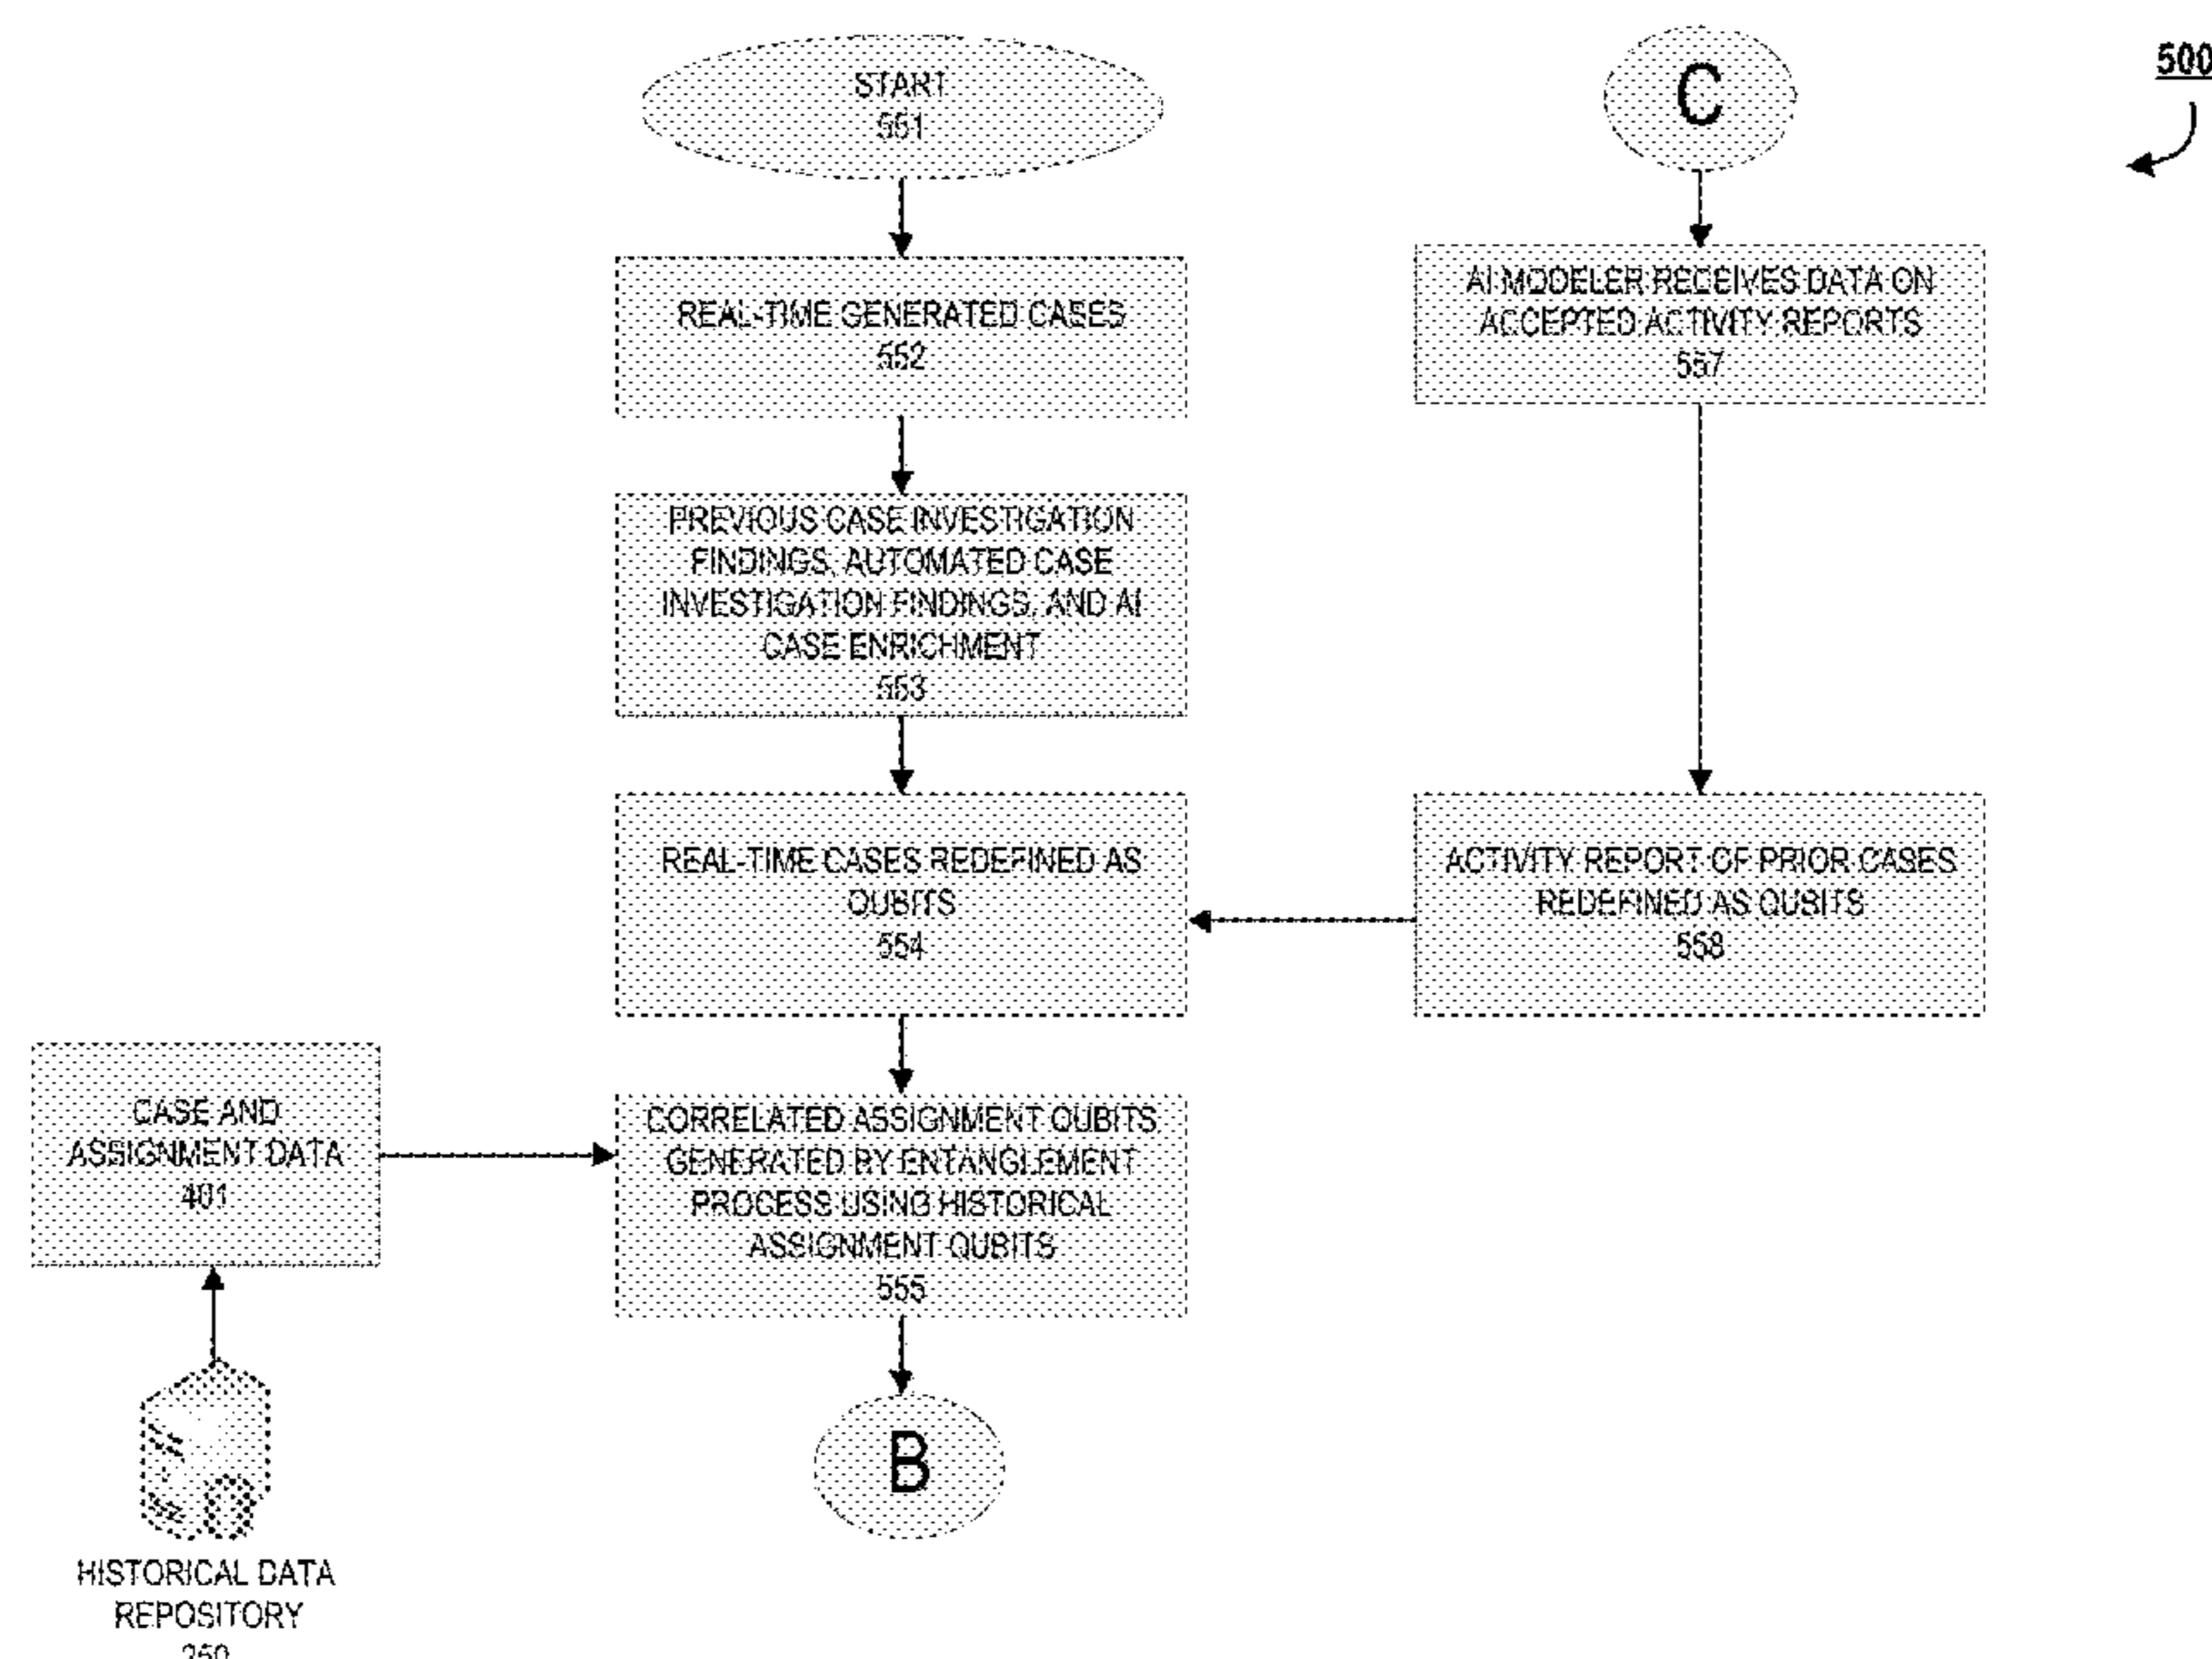 500
START
551
C
REAL-TIME GENERATED CASES
552
AI MODELER RECEIVES DATA ON
ACCEPTED ACTIVITY REPORTS
557
PREVIOUS CASE INVESTIGATION
FINDINGS, AUTOMATED CASE
INVESTIGATION FINDINGS, AND AI
CASE ENRICHMENT
553
REAL-TIME CASES REDEFINED AS
QUBITS
554
ACTIVITY REPORT OF PRIOR CASES
REDEFINED AS QUBITS
558
CASE AND
ASSIGNMENT DATA
401
CORRELATED ASSIGNMENT QUBITS
GENERATED BY ENTANGLEMENT
PROCESS USING HISTORICAL
ASSIGNMENT QUBITS
555
B
HISTORICAL DATA
REPOSITORY